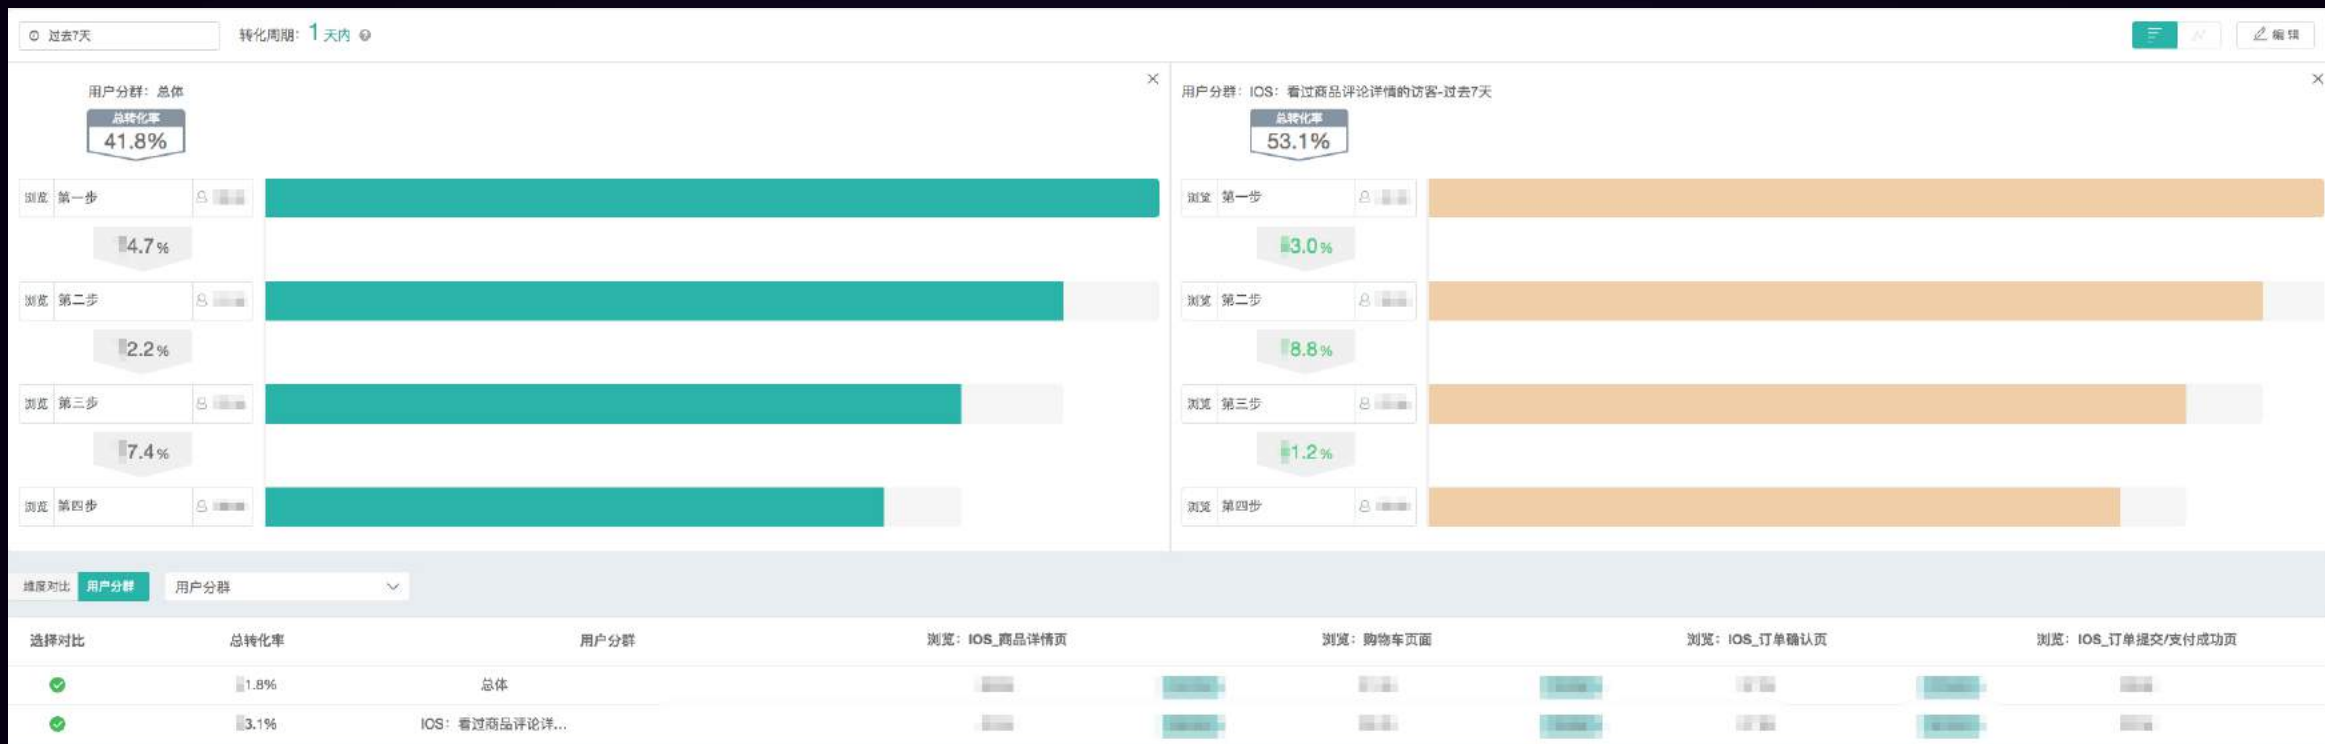 过去7天 转化周期: 1 天内 编辑
用户分群: 总体
总转化率
41.8%
浏览 第一步
4.7%
浏览 第二步
2.2%
浏览 第三步
7.4%
浏览 第四步
用户分群: IOS: 看过商品评论详情的访客-过去7天
总转化率
53.1%
浏览 第一步
3.0%
浏览 第二步
8.8%
浏览 第三步
1.2%
浏览 第四步
维度对比 用户分群 用户分群
选择对比 总转化率 用户分群 浏览: IOS_商品详情页 浏览: 购物车页面 浏览: IOS_订单确认页 浏览: IOS_订单提交/支付成功页
1.8% 总体
3.1% IOS: 看过商品评论详...